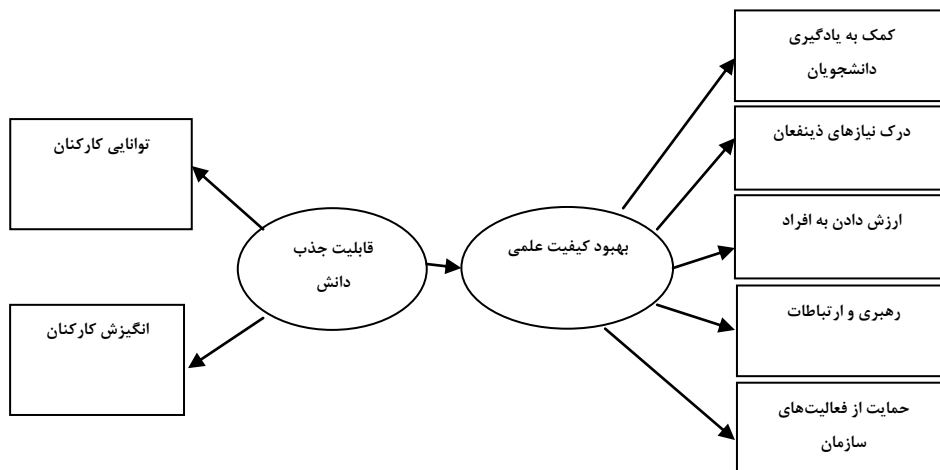 کمک به یادگیری
دانشجویان
درک نیازهای ذینفعان
توانایی کارکنان
ارزش دادن به افراد
بهبود کیفیت علمی
قابلیت جذب
دانش
رهبری و ارتباطات
انگیزش کارکنان
حمایت از فعالیت‌های
سازمان